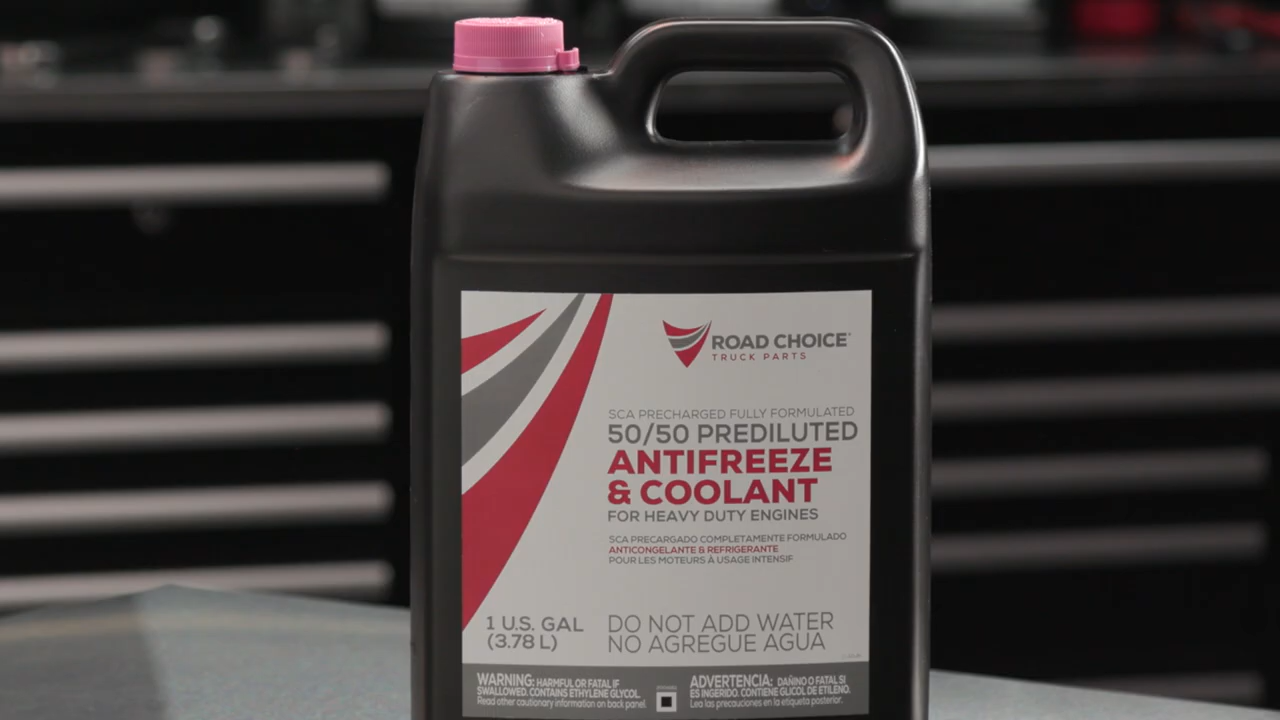 ROAD CHOICE
TRUCK PARTS
SCA PRECHARGED FULLY FORMULATED
50/50 PREDILUTED
ANTIFREEZE
& COOLANT
FOR HEAVY DUTY ENGINES
SCA PRECARGADO COMPLETAMENTE FORMULADO
ANTICONGELANTE & REFRIGERANTE
POUR LES MOTEURS À USAGE INTENSIF
1 U.S. GAL
(3.78 L)
DO NOT ADD WATER
NO AGREGUE AGUA
WARNING: HARMFUL OR FATAL IF
SWALLOWED. CONTAINS ETHYLENE GLYCOL.
Read other cautionary information on back panel.
ADVERTENCIA: DAÑINO O FATAL SI
ES INGERIDO. CONTIENE GLICOL DE ETILENO.
Lea las precauciones en la etiqueta posterior.